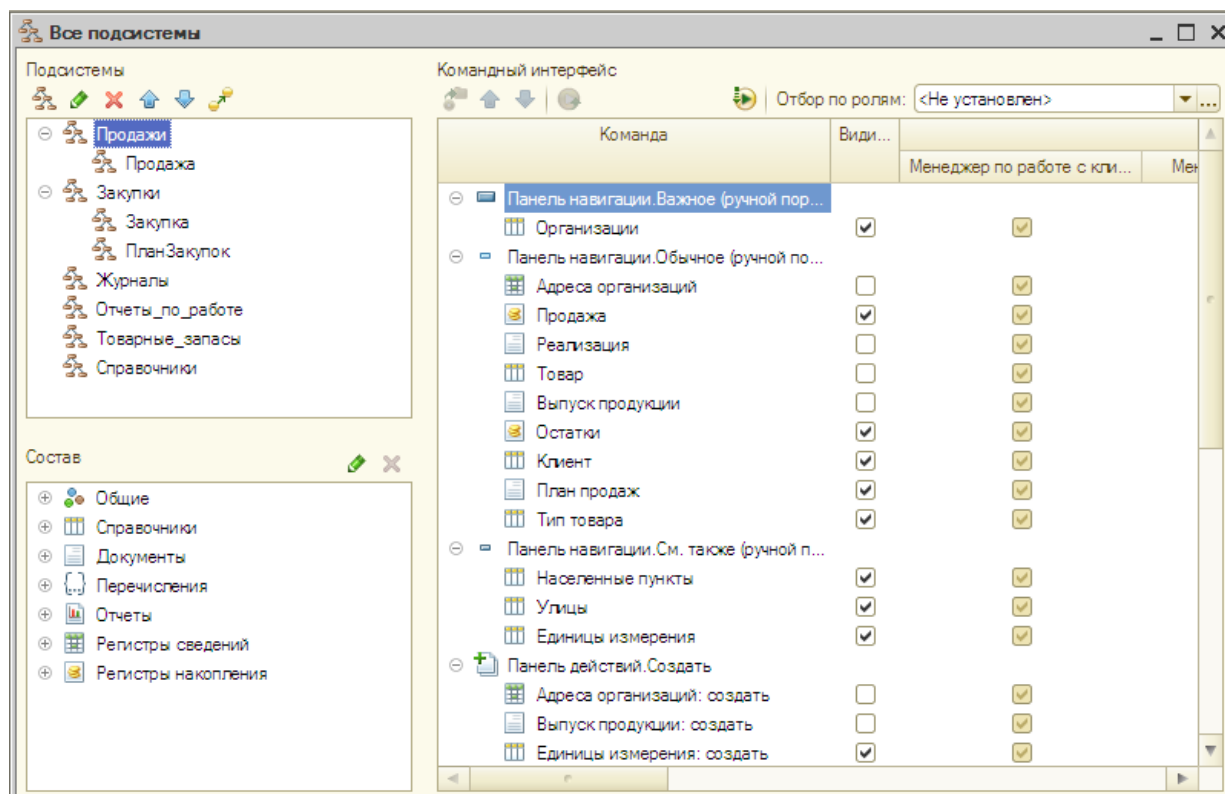 Все подсистемы
Подсистемы
Продажи
Продажа
Закупки
Закупка
ПланЗакупок
Журналы
Отчеты_по_работе
Товарные_запасы
Справочники
Состав
Общие
Справочники
Документы
Перечисления
Отчеты
Регистры сведений
Регистры накопления
Командный интерфейс
Отбор по ролям: <Не установлен>
Команда Види...
Менеджер по работе с кли... Мен
Панель навигации.Важное (ручной пор...
Организации
Панель навигации.Обычное (ручной по...
Адреса организаций
Продажа
Реализация
Товар
Выпуск продукции
Остатки
Клиент
План продаж
Тип товара
Панель навигации.См. также (ручной п...
Населенные пункты
Улицы
Единицы измерения
Панель действий.Создать
Адреса организаций: создать
Выпуск продукции: создать
Единицы измерения: создать